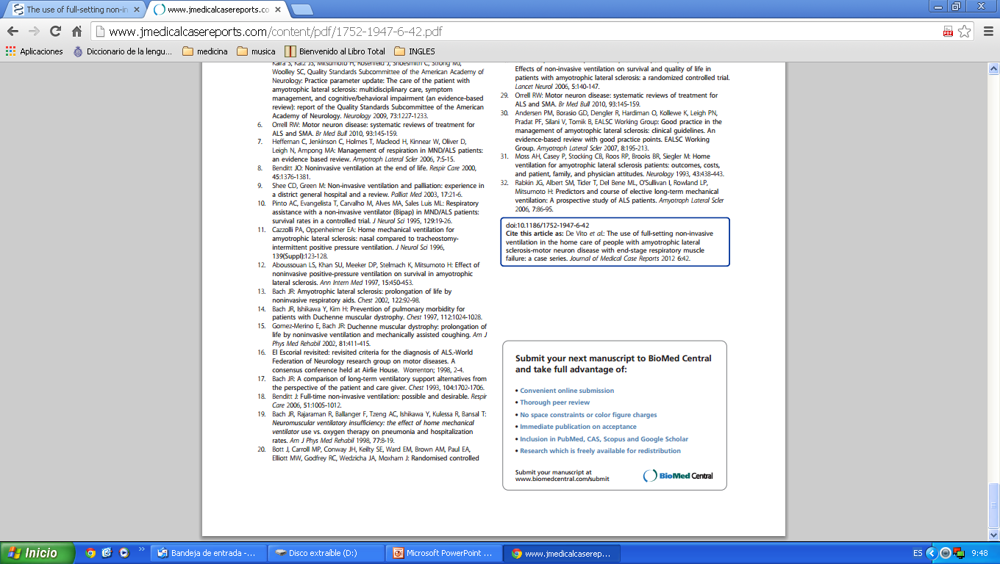 The use of full-setting non-in
www.jmedicalcasereports.co
www.jmedicalcasereports.com/content/pdf/1752-1947-6-42.pdf
Aplicaciones
Diccionario de la lengu...
medicina
musica
Bienvenido al Libro Total
INGLES
Kalra S, Katz JS, Mitsumoto H, Rosenfeld J, Shoesmith C, Strong MJ,
Woolley SC, Quality Standards Subcommittee of the American Academy of
Neurology: Practice parameter update: The care of the patient with
amyotrophic lateral sclerosis: multidisciplinary care, symptom
management, and cognitive/behavioral impairment (an evidence-based
review): report of the Quality Standards Subcommittee of the American
Academy of Neurology. Neurology 2009, 73:1227-1233.
6. Orrell RW: Motor neuron disease: systematic reviews of treatment for
ALS and SMA. Br Med Bull 2010, 93:145-159.
7. Heffernan C, Jenkinson C, Holmes T, Macleod H, Kinnear W, Oliver D,
Leigh N, Ampong MA: Management of respiration in MND/ALS patients:
an evidence based review. Amyotroph Lateral Scler 2006, 7:5-15.
8. Benditt JO: Noninvasive ventilation at the end of life. Respir Care 2000,
45:1376-1381.
9. Shee CD, Green M: Non-invasive ventilation and palliation: experience in
a district general hospital and a review. Palliat Med 2003, 17:21-6.
10. Pinto AC, Evangelista T, Carvalho M, Alves MA, Sales Luis ML: Respiratory
assistance with a non-invasive ventilator (Bipap) in MND/ALS patients:
survival rates in a controlled trial. J Neurol Sci 1995, 129:19-26.
11. Cazzolli PA, Oppenheimer EA: Home mechanical ventilation for
amyotrophic lateral sclerosis: nasal compared to tracheostomy-
intermittent positive pressure ventilation. J Neurol Sci 1996,
139(Suppl):123-128.
12. Aboussouan LS, Khan SU, Meeker DP, Stelmach K, Mitsumoto H: Effect of
noninvasive positive-pressure ventilation on survival in amyotrophic
lateral sclerosis. Ann Intern Med 1997, 15:450-453.
13. Bach JR: Amyotrophic lateral sclerosis: prolongation of life by
noninvasive respiratory aids. Chest 2002, 122:92-98.
14. Bach JR, Ishikawa Y, Kim H: Prevention of pulmonary morbidity for
patients with Duchenne muscular dystrophy. Chest 1997, 112:1024-1028.
15. Gomez-Merino E, Bach JR: Duchenne muscular dystrophy: prolongation of
life by noninvasive ventilation and mechanically assisted coughing. Am J
Phys Med Rehabil 2002, 81:411-415.
16. El Escorial revisited: revisited criteria for the diagnosis of ALS.-World
Federation of Neurology research group on motor diseases. A
consensus conference held at Airlie House. Worrenton; 1998, 2-4.
17. Bach JR: A comparison of long-term ventilatory support alternatives from
the perspective of the patient and care giver. Chest 1993, 104:1702-1706.
18. Benditt J: Full-time non-invasive ventilation: possible and desirable. Respir
Care 2006, 51:1005-1012.
19. Bach JR, Rajaraman R, Ballanger F, Tzeng AC, Ishikawa Y, Kulessa R, Bansal T:
Neuromuscular ventilatory insufficiency: the effect of home mechanical
ventilator use vs. oxygen therapy on pneumonia and hospitalization
rates. Am J Phys Med Rehabil 1998, 77:8-19.
20. Bott J, Carroll MP, Conway JH, Keilty SE, Ward EM, Brown AM, Paul EA,
Elliott MW, Godfrey RC, Wedzicha JA, Moxham J: Randomised controlled
Effects of non-invasive ventilation on survival and quality of life in
patients with amyotrophic lateral sclerosis: a randomized controlled trial.
Lancet Neurol 2006, 5:140-147.
29. Orrell RW: Motor neuron disease: systematic reviews of treatment for
ALS and SMA. Br Med Bull 2010, 93:145-159.
30. Andersen PM, Borasio GD, Dengler R, Hardiman O, Kollewe K, Leigh PN,
Pradat PF, Silani V, Tomik B, EALSC Working Group: Good practice in the
management of amyotrophic lateral sclerosis: clinical guidelines. An
evidence-based review with good practice points. EALSC Working
Group. Amyotroph Lateral Scler 2007, 8:195-213.
31. Moss AH, Casey P, Stocking CB, Roos RP, Brooks BR, Siegler M: Home
ventilation for amyotrophic lateral sclerosis patients: outcomes, costs,
and patient, family, and physician attitudes. Neurology 1993, 43:438-443.
32. Rabkin JG, Albert SM, Tider T, Del Bene ML, O'Sullivan I, Rowland LP,
Mitsumoto H: Predictors and course of elective long-term mechanical
ventilation: A prospective study of ALS patients. Amyotroph Lateral Scler
2006, 7:86-95.
doi:10.1186/1752-1947-6-42
Cite this article as: De Vito et al.: The use of full-setting non-invasive
ventilation in the home care of people with amyotrophic lateral
sclerosis-motor neuron disease with end-stage respiratory muscle
failure: a case series. Journal of Medical Case Reports 2012 6:42.
Submit your next manuscript to BioMed Central
and take full advantage of:
• Convenient online submission
• Thorough peer review
• No space constraints or color figure charges
• Immediate publication on acceptance
• Inclusion in PubMed, CAS, Scopus and Google Scholar
• Research which is freely available for redistribution
Submit your manuscript at
www.biomedcentral.com/submit
BioMed Central
Inicio
Bandeja de entrada -...
Disco extraíble (D:)
Microsoft PowerPoint ...
www.jmedicalcaserep...
ES
9:48